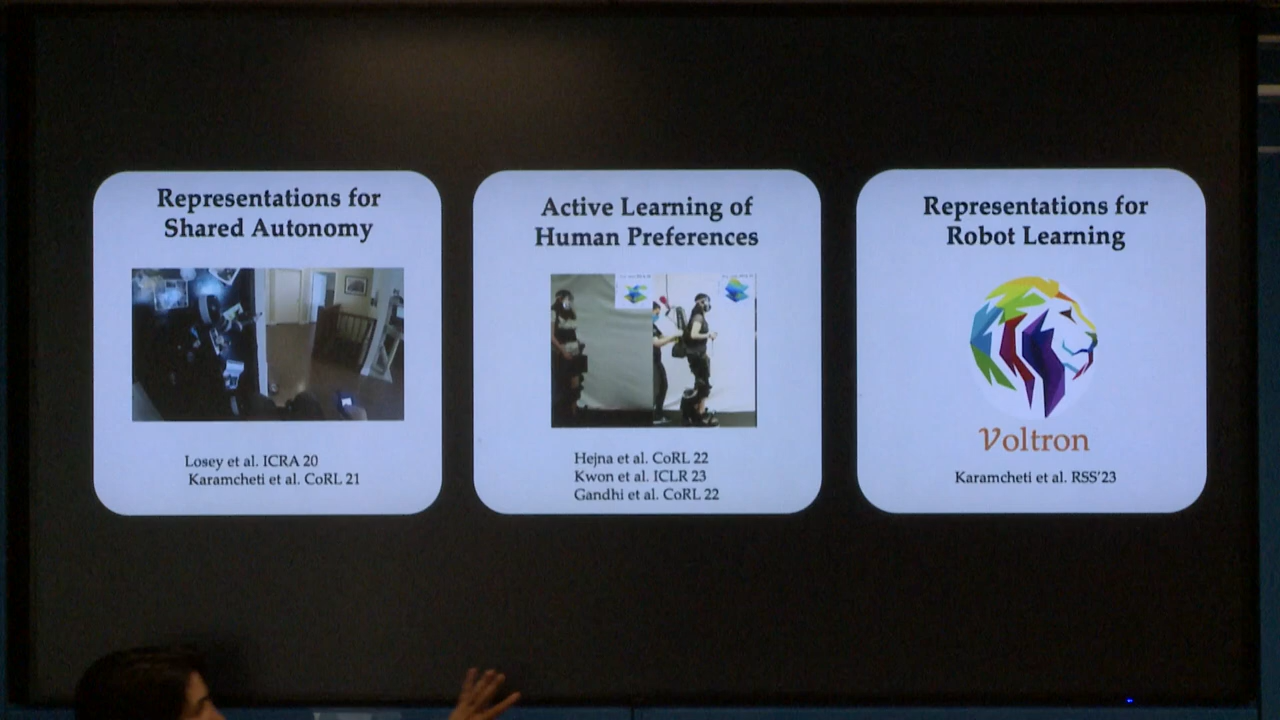 Representations for
Shared Autonomy
Losey et al. ICRA 20
Karamcheti et al. CoRL 21
Active Learning of
Human Preferences
Hejna et al. CoRL 22
Kwon et al. ICLR 23
Gandhi et al. CoRL 22
Representations for
Robot Learning
Voltron
Karamcheti et al. RSS'23